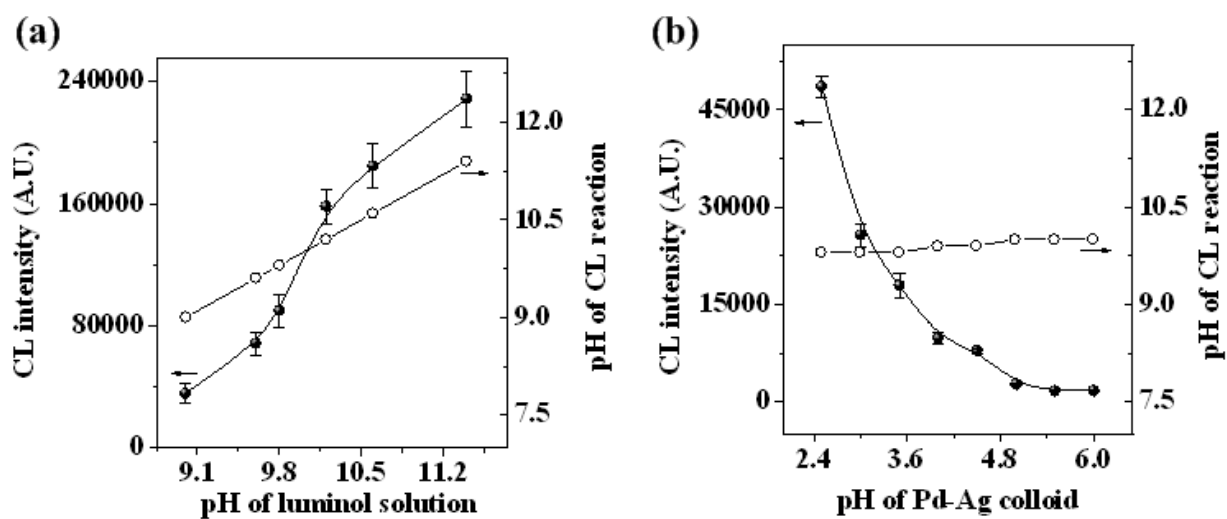 (a)
CL intensity (A.U.)
240000
160000
80000
0
9.1 9.8 10.5 11.2
pH of luminol solution
12.0
10.5
9.0
7.5
pH of CL reaction
(b)
CL intensity (A.U.)
45000
30000
15000
0
2.4 3.6 4.8 6.0
pH of Pd-Ag colloid
12.0
10.5
9.0
7.5
pH of CL reaction